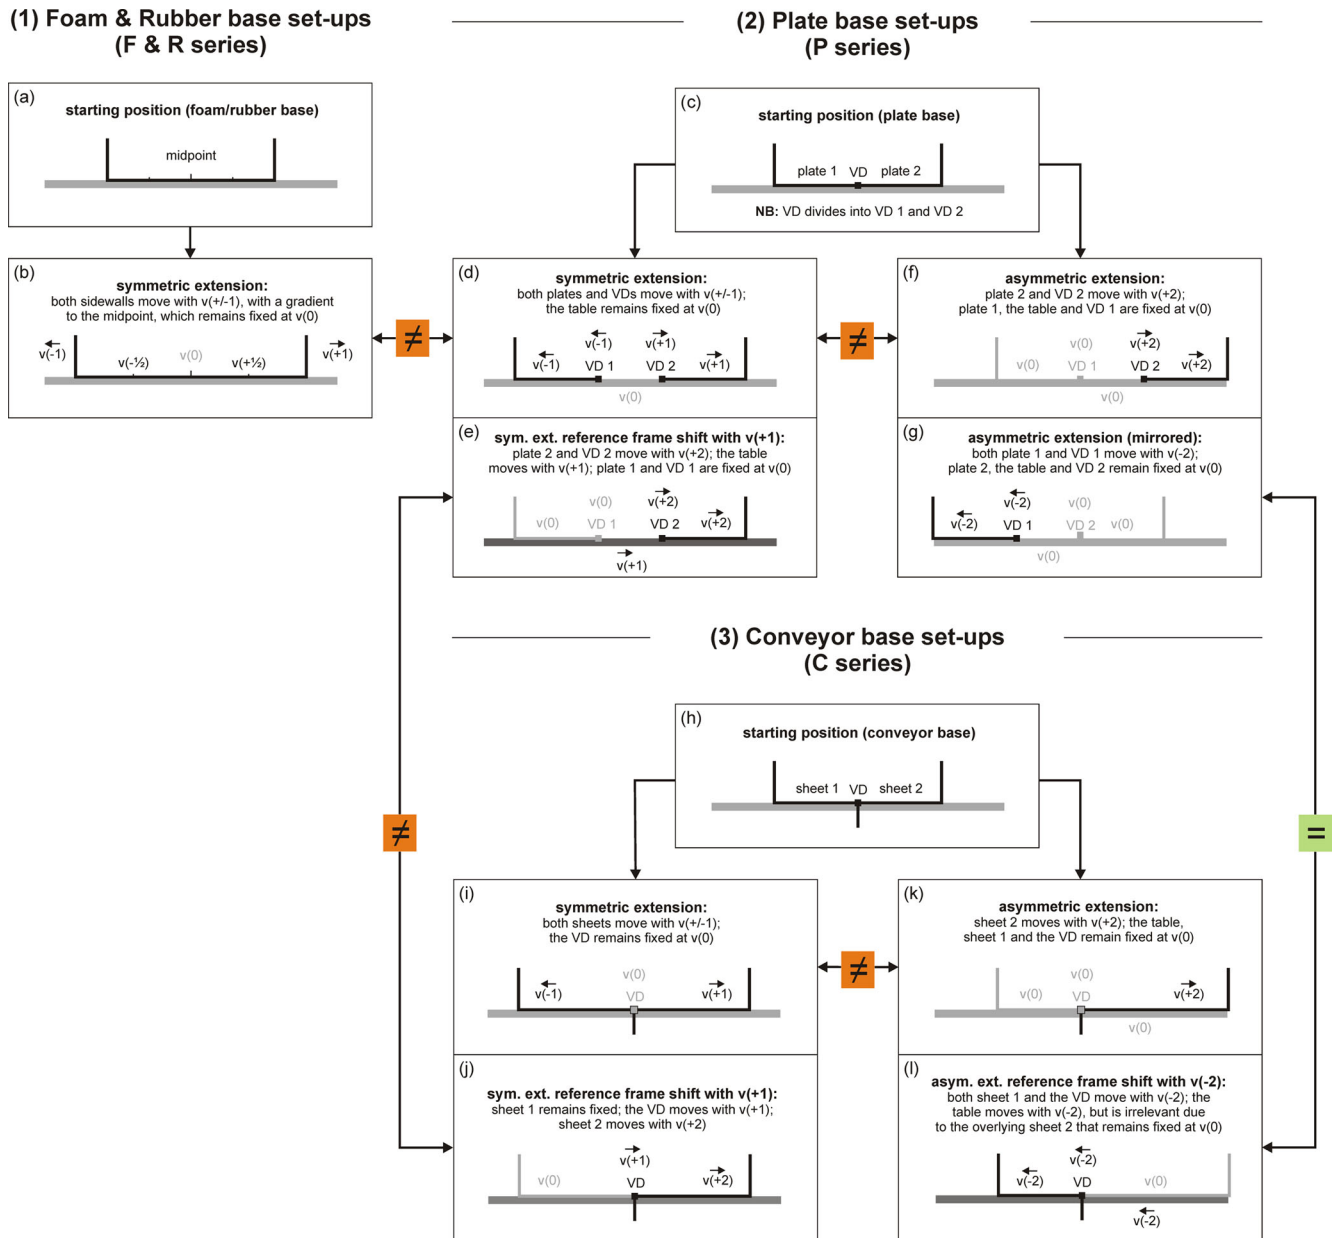 (1) Foam & Rubber base set-ups
(F & R series)
(2) Plate base set-ups
(P series)
(a)
starting position (foam/rubber base)
midpoint
(c)
starting position (plate base)
plate 1 VD plate 2
NB: VD divides into VD 1 and VD 2
(b)
symmetric extension:
both sidewalls move with v(+/-1), with a gradient
to the midpoint, which remains fixed at v(0)
v(-1) v(-½) v(0) v(+½) v(+1)
≠
(d)
symmetric extension:
both plates and VDs move with v(+/-1);
the table remains fixed at v(0)
v(-1) v(+1)
v(-1) VD 1 VD 2 v(+1)
v(0)
≠
(f)
asymmetric extension:
plate 2 and VD 2 move with v(+2);
plate 1, the table and VD 1 are fixed at v(0)
v(0) v(+2)
v(0) VD 1 VD 2 v(+2)
v(0)
(e)
sym. ext. reference frame shift with v(+1):
plate 2 and VD 2 move with v(+2); the table
moves with v(+1); plate 1 and VD 1 are fixed at v(0)
v(0) v(+2)
v(0) VD 1 VD 2 v(+2)
v(+1)
(g)
asymmetric extension (mirrored):
both plate 1 and VD 1 move with v(-2);
plate 2, the table and VD 2 remain fixed at v(0)
v(-2) v(0)
v(-2) VD 1 VD 2 v(0)
v(0)
(3) Conveyor base set-ups
(C series)
(h)
starting position (conveyor base)
sheet 1 VD sheet 2
≠
=
(i)
symmetric extension:
both sheets move with v(+/-1);
the VD remains fixed at v(0)
v(0)
v(-1) VD v(+1)
≠
(k)
asymmetric extension:
sheet 2 moves with v(+2); the table,
sheet 1 and the VD remain fixed at v(0)
v(0)
v(0) VD v(+2)
v(0)
(j)
sym. ext. reference frame shift with v(+1):
sheet 1 remains fixed; the VD moves with v(+1);
sheet 2 moves with v(+2)
v(+1)
v(0) VD v(+2)
(l)
asym. ext. reference frame shift with v(-2):
both sheet 1 and the VD move with v(-2); the
table moves with v(-2), but is irrelevant due
to the overlying sheet 2 that remains fixed at v(0)
v(-2)
v(-2) VD v(0)
v(-2)